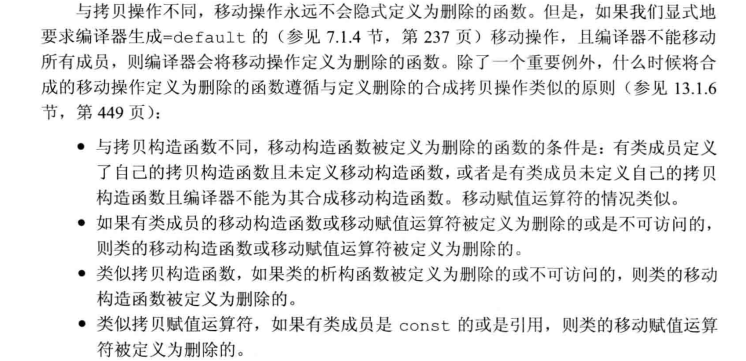 与拷贝操作不同，移动操作永远不会隐式定义为删除的函数。但是，如果我们显式地
要求编译器生成=default 的（参见 7.1.4 节，第 237 页）移动操作，且编译器不能移动
所有成员，则编译器会将移动操作定义为删除的函数。除了一个重要例外，什么时候将合
成的移动操作定义为删除的函数遵循与定义删除的合成拷贝操作类似的原则（参见 13.1.6
节，第 449 页）：
● 与拷贝构造函数不同，移动构造函数被定义为删除的函数的条件是：有类成员定义
了自己的拷贝构造函数且未定义移动构造函数，或者是有类成员未定义自己的拷贝
构造函数且编译器不能为其合成移动构造函数。移动赋值运算符的情况类似。
● 如果有类成员的移动构造函数或移动赋值运算符被定义为删除的或是不可访问的，
则类的移动构造函数或移动赋值运算符被定义为删除的。
● 类似拷贝构造函数，如果类的析构函数被定义为删除的或不可访问的，则类的移动
构造函数被定义为删除的。
● 类似拷贝赋值运算符，如果有类成员是 const 的或是引用，则类的移动赋值运算
符被定义为删除的。